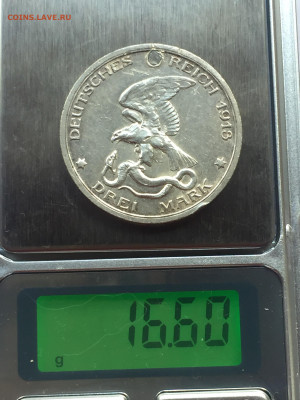 COINS.LAVE.RU
DEUTSCHES REICH 1913
DREI MARK
16.60
g